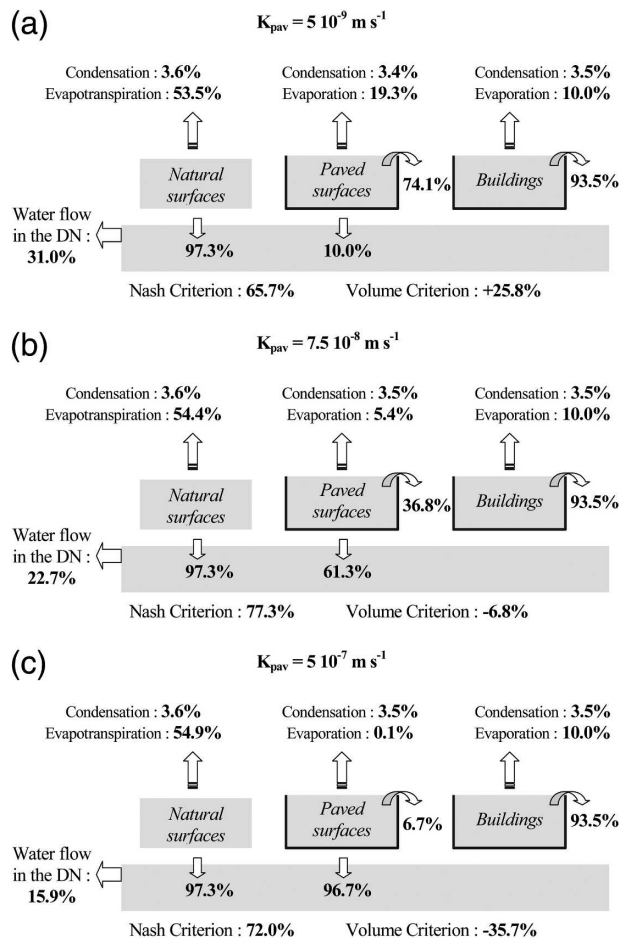 (a)
K_pav = 5 10^-9 m s^-1
Condensation : 3.6% Condensation : 3.4% Condensation : 3.5%
Evapotranspiration : 53.5% Evaporation : 19.3% Evaporation : 10.0%
Natural surfaces
Paved surfaces
74.1%
Buildings
93.5%
Water flow
in the DN :
31.0%
97.3% 10.0%
Nash Criterion : 65.7% Volume Criterion : +25.8%
(b)
K_pav = 7.5 10^-8 m s^-1
Condensation : 3.6% Condensation : 3.5% Condensation : 3.5%
Evapotranspiration : 54.4% Evaporation : 5.4% Evaporation : 10.0%
Natural surfaces
Paved surfaces
36.8%
Buildings
93.5%
Water flow
in the DN :
22.7%
97.3% 61.3%
Nash Criterion : 77.3% Volume Criterion : -6.8%
(c)
K_pav = 5 10^-7 m s^-1
Condensation : 3.6% Condensation : 3.5% Condensation : 3.5%
Evapotranspiration : 54.9% Evaporation : 0.1% Evaporation : 10.0%
Natural surfaces
Paved surfaces
6.7%
Buildings
93.5%
Water flow
in the DN :
15.9%
97.3% 96.7%
Nash Criterion : 72.0% Volume Criterion : -35.7%